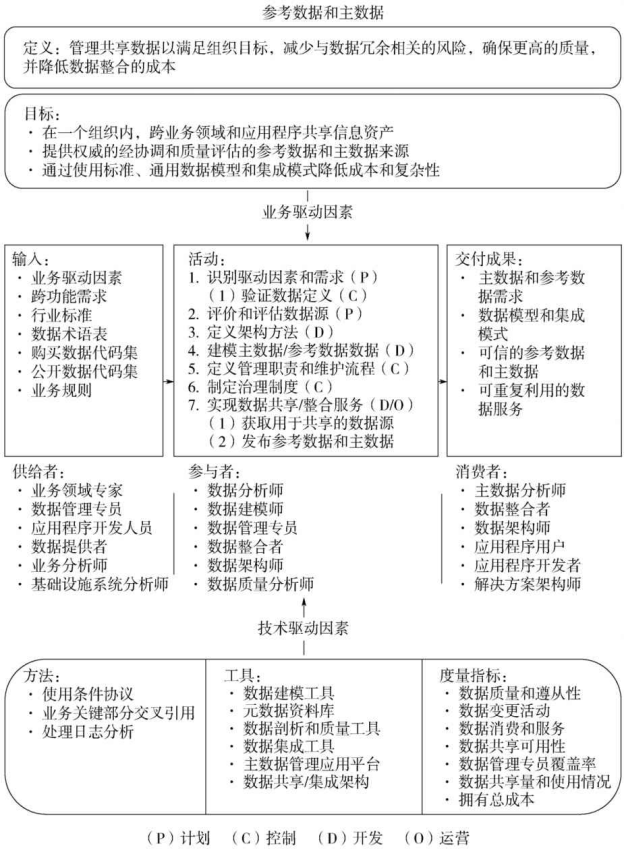 参考数据和主数据
定义：管理共享数据以满足组织目标，减少与数据冗余相关的风险，确保更高的质量，
并降低数据整合的成本
目标：
· 在一个组织内，跨业务领域和应用程序共享信息资产
· 提供权威的经协调和质量评估的参考数据和主数据来源
· 通过使用标准、通用数据模型和集成模式降低成本和复杂性
业务驱动因素
输入：
· 业务驱动因素
· 跨功能需求
· 行业标准
· 数据术语表
· 购买数据代码集
· 公开数据代码集
· 业务规则
活动：
1. 识别驱动因素和需求（P）
（1）验证数据定义（C）
2. 评价和评估数据源（P）
3. 定义架构方法（D）
4. 建模主数据/参考数据数据（D）
5. 定义管理职责和维护流程（C）
6. 制定治理制度（C）
7. 实现数据共享/整合服务（D/O）
（1）获取用于共享的数据源
（2）发布参考数据和主数据
交付成果：
· 主数据和参考数
据需求
· 数据模型和集成
模式
· 可信的参考数据
和主数据
· 可重复利用的数
据服务
供给者：
· 业务领域专家
· 数据管理专员
· 应用程序开发人员
· 数据提供者
· 业务分析师
· 基础设施系统分析师
参与者：
· 数据分析师
· 数据建模师
· 数据管理专员
· 数据整合者
· 数据架构师
· 数据质量分析师
消费者：
· 主数据分析师
· 数据整合者
· 数据架构师
· 应用程序用户
· 应用程序开发者
· 解决方案架构师
技术驱动因素
方法：
· 使用条件协议
· 业务关键部分交叉引用
· 处理日志分析
工具：
· 数据建模工具
· 元数据资料库
· 数据剖析和质量工具
· 数据集成工具
· 主数据管理应用平台
· 数据共享/集成架构
度量指标：
· 数据质量和遵从性
· 数据变更活动
· 数据消费和服务
· 数据共享可用性
· 数据管理专员覆盖率
· 数据共享量和使用情况
· 拥有总成本
（P）计划 （C）控制 （D）开发 （O）运营